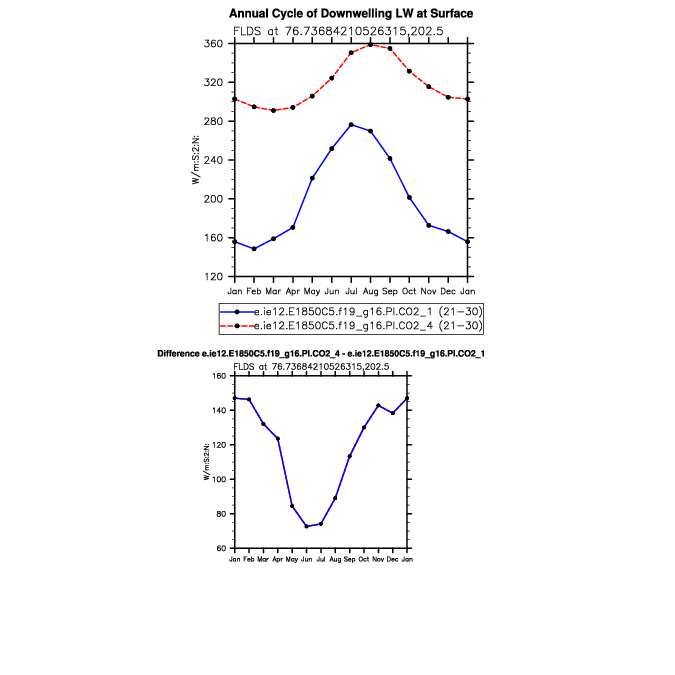 Annual Cycle of Downwelling LW at Surface
FLDS at 76.73684210526315,202.5
360
320
280
240
200
160
120
W/m:S:2:N:
Jan Feb Mar Apr May Jun Jul Aug Sep Oct Nov Dec Jan
e.ie12.E1850C5.f19_g16.PI.CO2_1 (21-30)
e.ie12.E1850C5.f19_g16.PI.CO2_4 (21-30)
Difference e.ie12.E1850C5.f19_g16.PI.CO2_4 - e.ie12.E1850C5.f19_g16.PI.CO2_1
FLDS at 76.73684210526315,202.5
160
140
120
100
80
60
W/m:S:2:N:
Jan Feb Mar Apr May Jun Jul Aug Sep Oct Nov Dec Jan